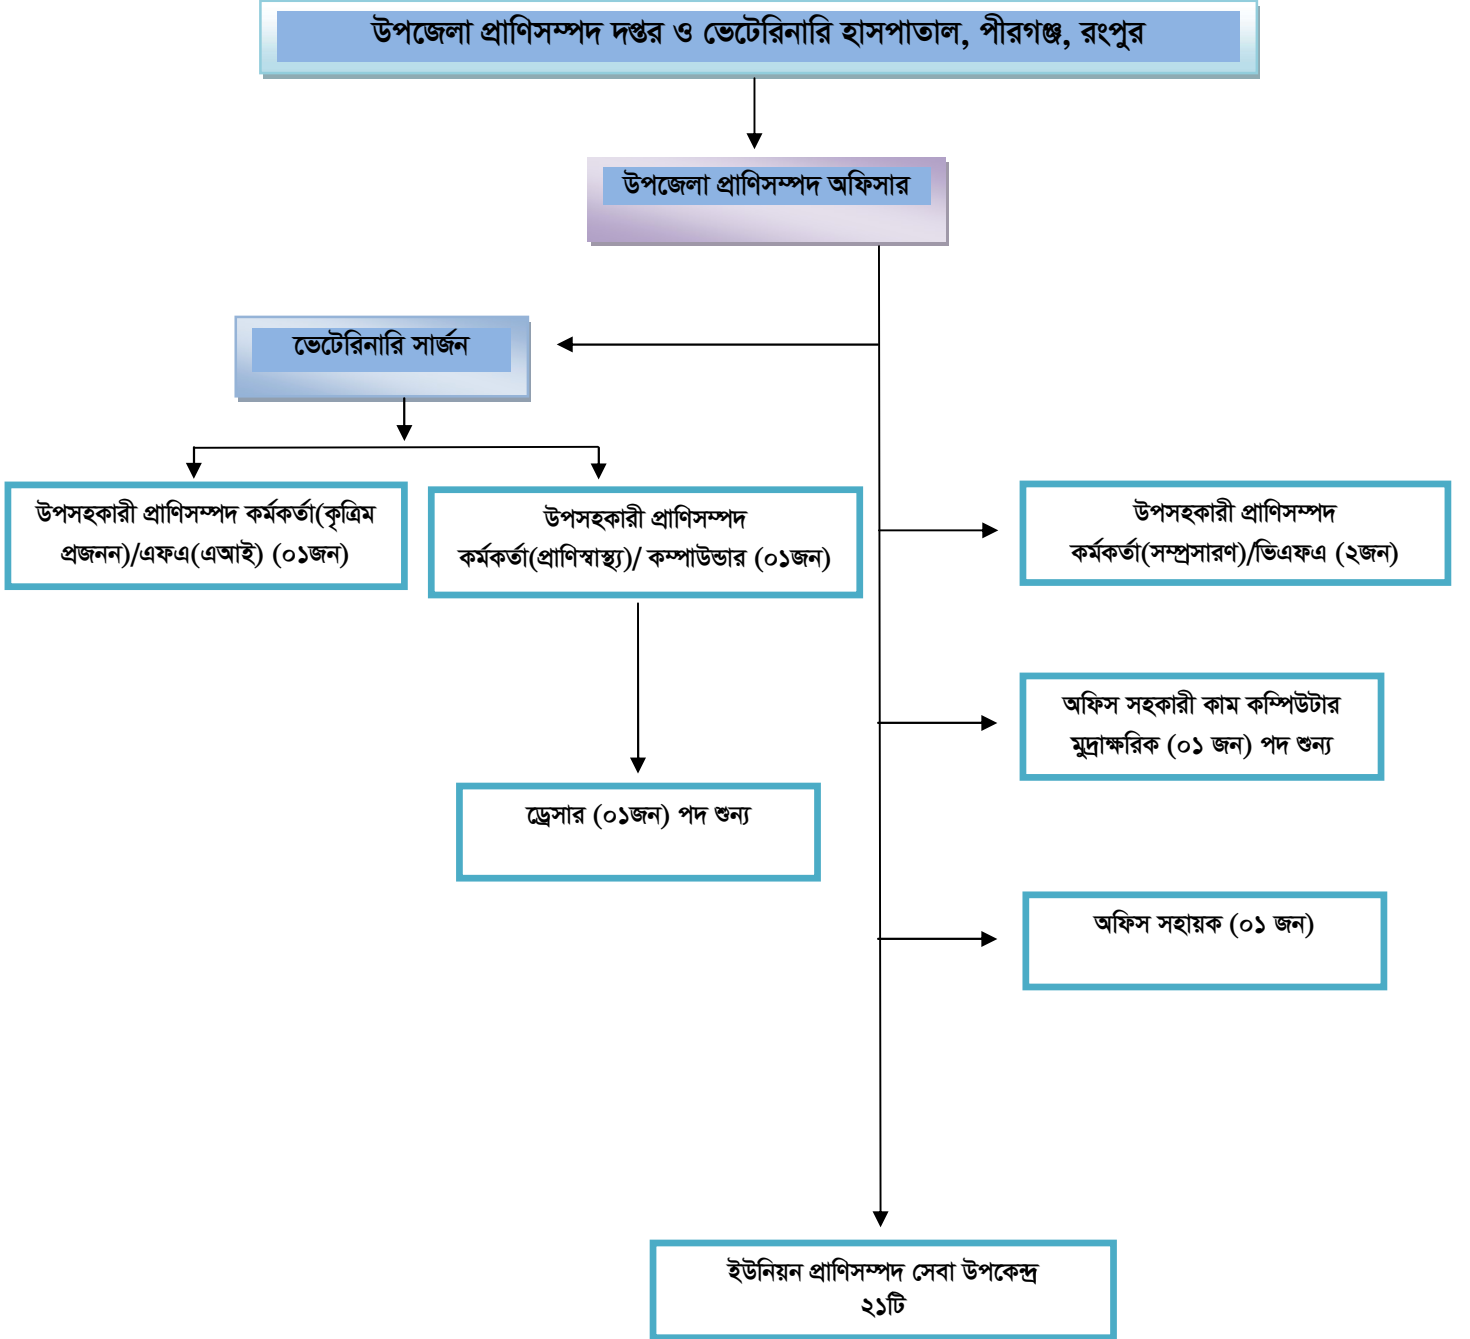 উপজেলা প্রাণিসম্পদ দপ্তর ও ভেটেরিনারি হাসপাতাল, পীরগঞ্জ, রংপুর
উপজেলা প্রাণিসম্পদ অফিসার
ভেটেরিনারি সার্জন
উপসহকারী প্রাণিসম্পদ কর্মকর্তা(কৃত্রিম
প্রজনন)/এফএ(এআই) (০১জন)
উপসহকারী প্রাণিসম্পদ
কর্মকর্তা(প্রাণিস্বাস্থ্য)/ কম্পাউন্ডার (০১জন)
উপসহকারী প্রাণিসম্পদ
কর্মকর্তা(সম্প্রসারণ)/ভিএফএ (২জন)
অফিস সহকারী কাম কম্পিউটার
মুদ্রাক্ষরিক (০১ জন) পদ শুন্য
ড্রেসার (০১জন) পদ শুন্য
অফিস সহায়ক (০১ জন)
ইউনিয়ন প্রাণিসম্পদ সেবা উপকেন্দ্র
২১টি